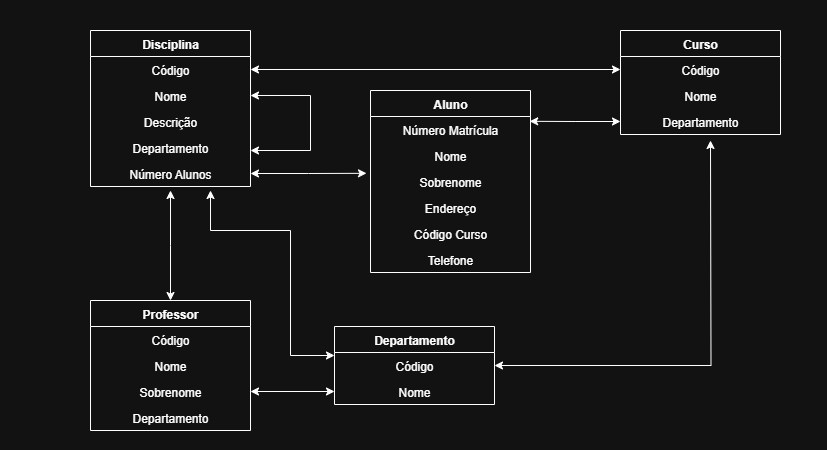 Disciplina
Código
Nome
Descrição
Departamento
Número Alunos
Aluno
Número Matrícula
Nome
Sobrenome
Endereço
Código Curso
Telefone
Curso
Código
Nome
Departamento
Professor
Código
Nome
Sobrenome
Departamento
Departamento
Código
Nome